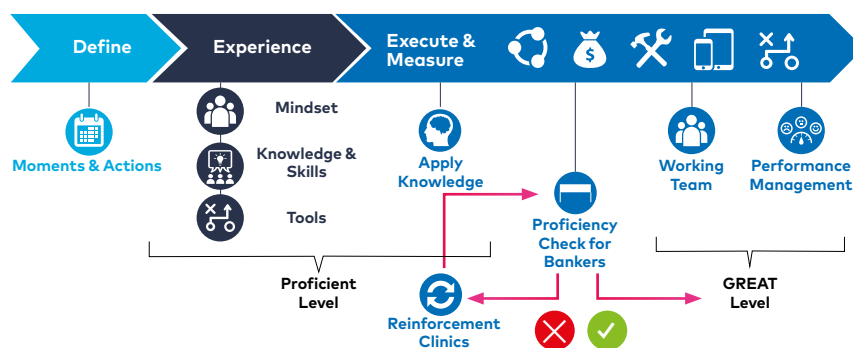 Define
Experience
Execute &
Measure
$
Moments & Actions
Mindset
Knowledge &
Skills
Tools
Apply
Knowledge
Proficiency
Check for
Bankers
Working
Team
Performance
Management
Proficient
Level
Reinforcement
Clinics
GREAT
Level